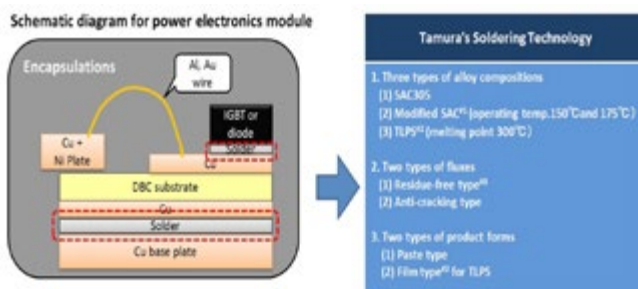 Schematic diagram for power electronics module
Encapsulations
Al, Au
wire
IGBT or
diode
Solder
Cu +
Ni Plate
Cu
DBC substrate
Cu
Solder
Cu base plate
Tamura's Soldering Technology
1. Three types of alloy compositions
(1) SAC305
(2) Modified SAC (operating temp.150℃and 175℃)
(3) TLPS (melting point 300℃)
2. Two types of fluxes
(1) Residue-free type
(2) Anti-cracking type
3. Two types of product forms
(1) Paste type
(2) Film type for TLPS